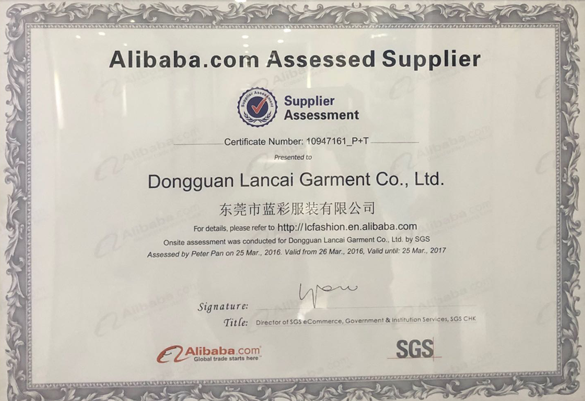 Alibaba.com Assessed Supplier
Supplier Assessment
Supplier
Assessment
Certificate Number: 10947161_P+T
Presented to
Dongguan Lancai Garment Co., Ltd.
东莞市蓝彩服装有限公司
For details, please refer to http://lcfashion.en.alibaba.com
Onsite assessment was conducted for Dongguan Lancai Garment Co., Ltd. by SGS
Assessed by Peter Pan on 25 Mar., 2016. Valid from 26 Mar., 2016, Valid until: 25 Mar., 2017
Signature:
Title: Director of SGS eCommerce, Government & Institution Services, SGS CHK
Alibaba.com®
Global trade starts here™
SGS